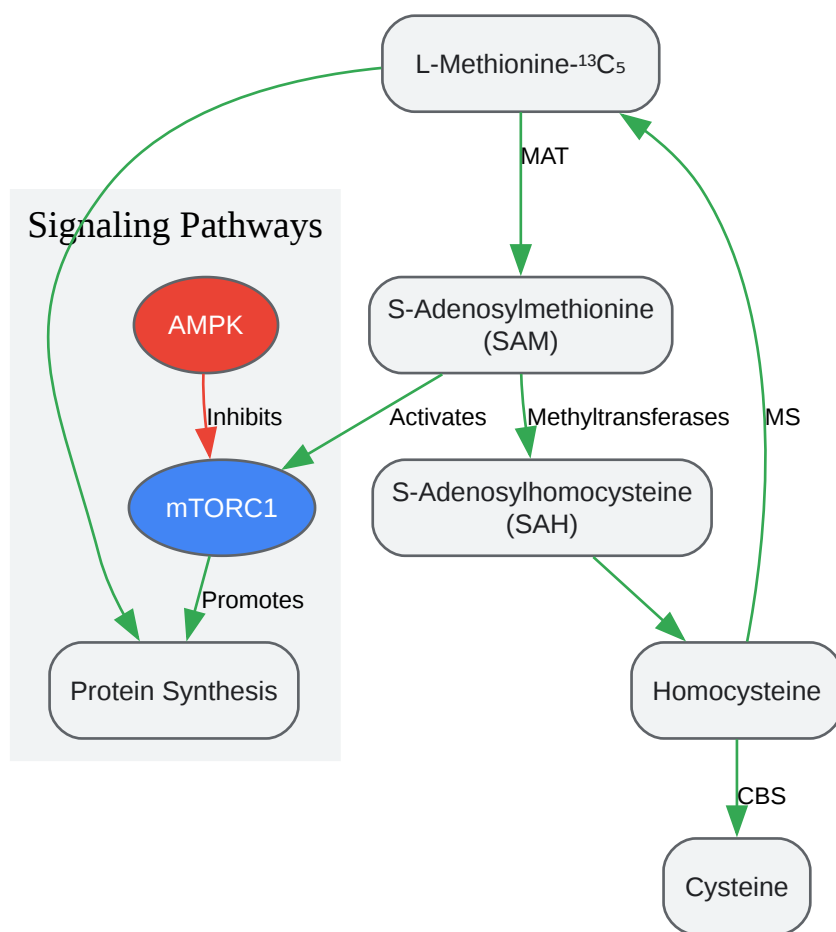 L-Methionine-¹³C₅
MAT
Signaling Pathways
AMPK
S-Adenosylmethionine
(SAM)
Inhibits
Activates
Methyltransferases
MS
mTORC1
S-Adenosylhomocysteine
(SAH)
Promotes
Protein Synthesis
Homocysteine
CBS
Cysteine